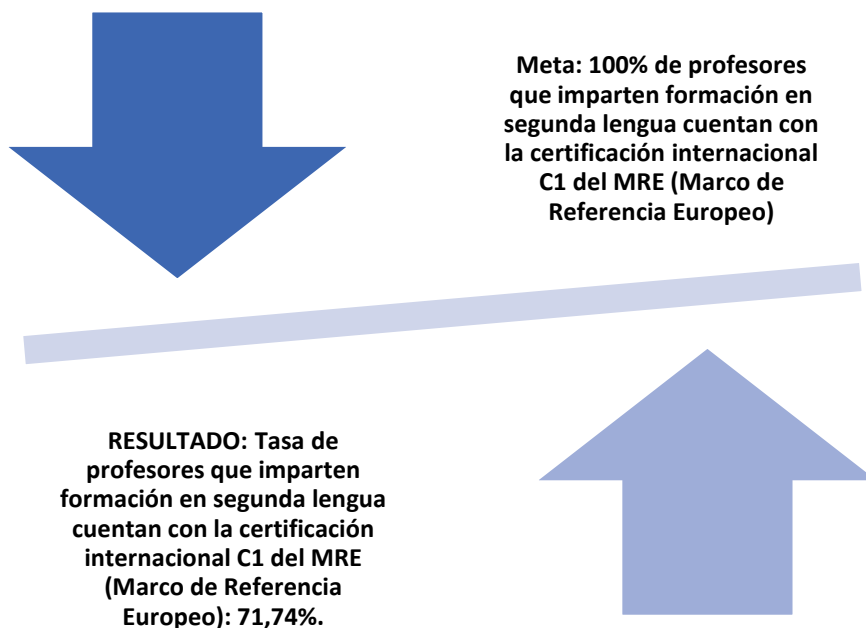 Meta: 100% de profesores
que imparten formación en
segunda lengua cuentan con
la certificación internacional
C1 del MRE (Marco de
Referencia Europeo)
RESULTADO: Tasa de
profesores que imparten
formación en segunda lengua
cuentan con la certificación
internacional C1 del MRE
(Marco de Referencia
Europeo): 71,74%.